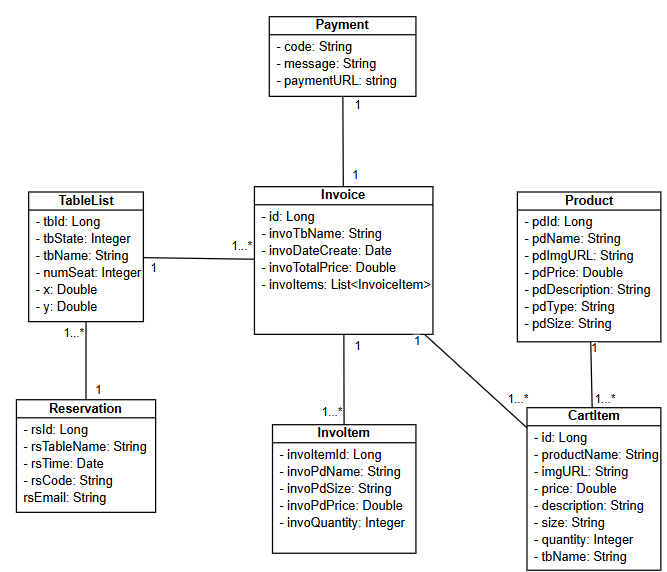 Payment
- code: String
- message: String
- paymentURL: string
1
1
TableList
- tbId: Long
- tbState: Integer
- tbName: String
- numSeat: Integer
- x: Double
- y: Double
1
1...*
Invoice
- id: Long
- invoTbName: String
- invoDateCreate: Date
- invoTotalPrice: Double
- invoItems: List<InvoiceItem>
Product
- pdId: Long
- pdName: String
- pdImgURL: String
- pdPrice: Double
- pdDescription: String
- pdType: String
- pdSize: String
1...*
1
1
1
1
1...*
1...*
1...*
Reservation
- rsId: Long
- rsTableName: String
- rsTime: Date
- rsCode: String
rsEmail: String
InvoItem
- invoItemId: Long
- invoPdName: String
- invoPdSize: String
- invoPdPrice: Double
- invoQuantity: Integer
CartItem
- id: Long
- productName: String
- imgURL: String
- price: Double
- description: String
- size: String
- quantity: Integer
- tbName: String